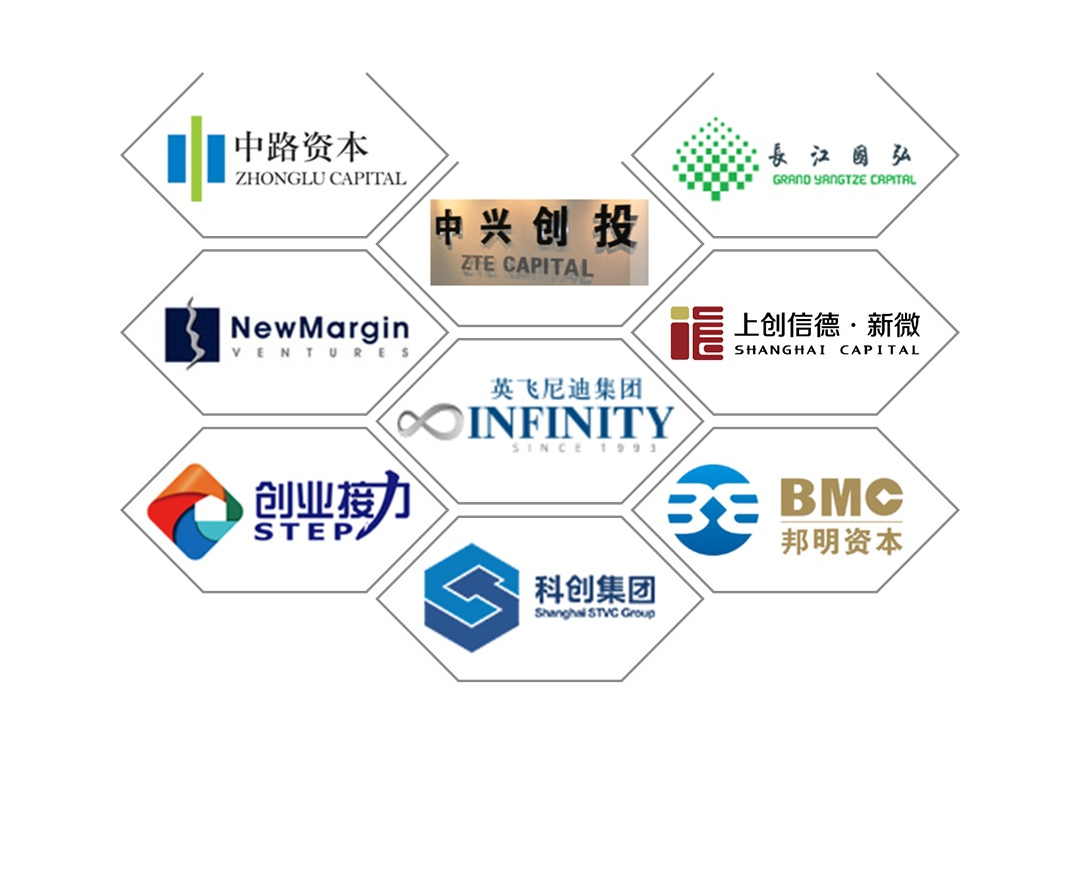 中路资本
ZHONGLU CAPITAL
長江國弘
GRAND YANGTZE CAPITAL
中兴创投
ZTE CAPITAL
NewMargin
VENTURES
上创信德·新微
SHANGHAI CAPITAL
英飞尼迪集团
INFINITY
SINCE 1993
创业接力
STEP
BMC
邦明资本
科创集团
Shanghai STVC Group